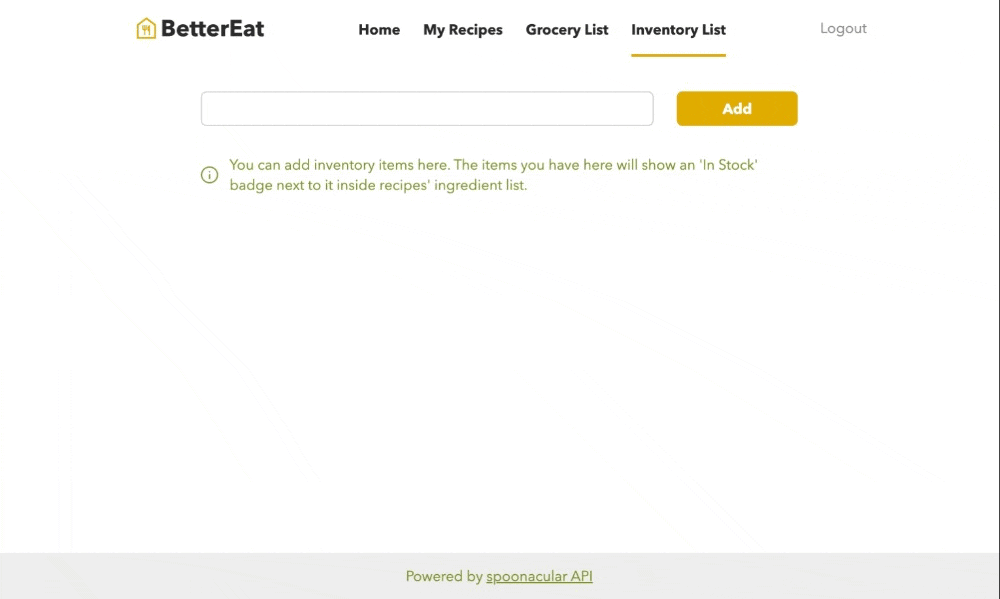 BetterEat
Home My Recipes Grocery List Inventory List Logout
Add
You can add inventory items here. The items you have here will show an 'In Stock'
badge next to it inside recipes' ingredient list.
Powered by spoonacular API